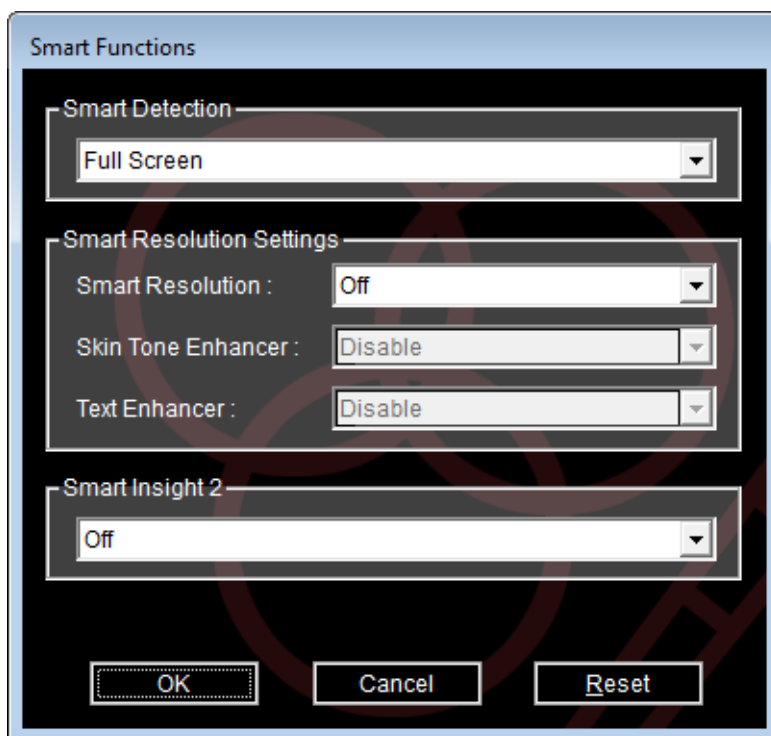 Smart Functions
Smart Detection
Full Screen
Smart Resolution Settings
Smart Resolution : Off
Skin Tone Enhancer : Disable
Text Enhancer : Disable
Smart Insight 2
Off
OK Cancel Reset